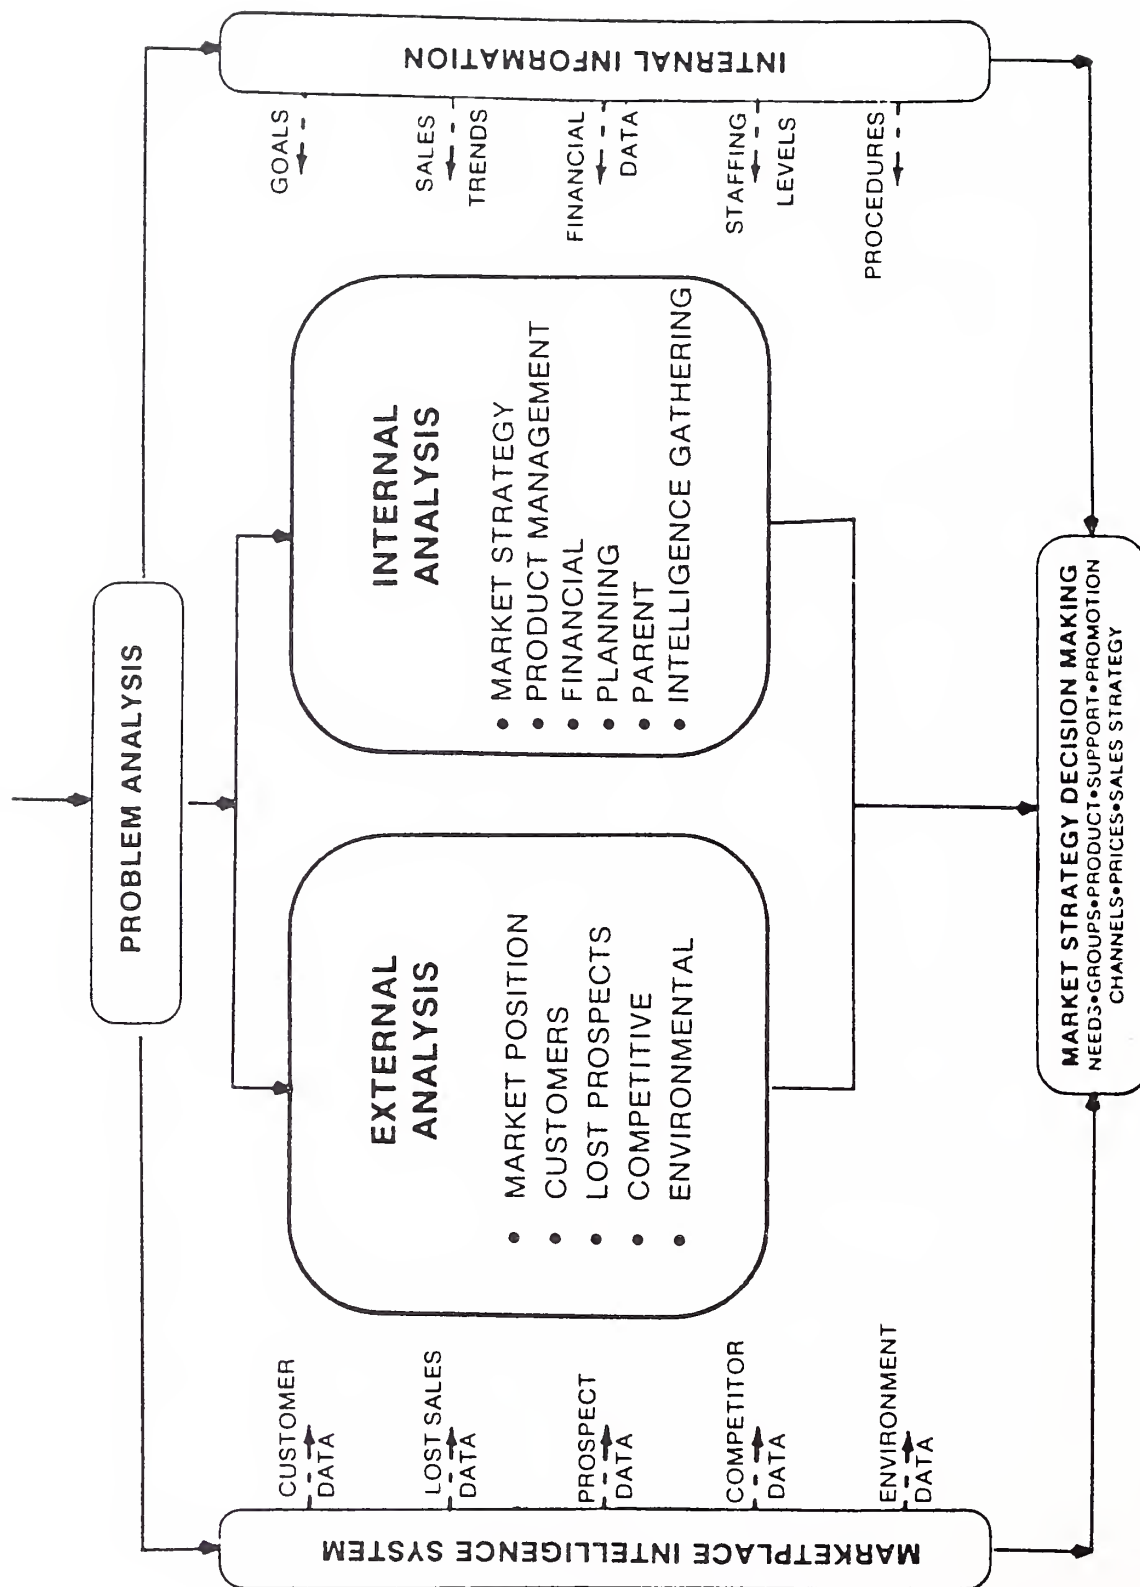 PROBLEM ANALYSIS
MARKETPLACE INTELLIGENCE SYSTEM
CUSTOMER
DATA
LOST SALES
DATA
PROSPECT
DATA
COMPETITOR
DATA
ENVIRONMENT
DATA
EXTERNAL
ANALYSIS
• MARKET POSITION
• CUSTOMERS
• LOST PROSPECTS
• COMPETITIVE
• ENVIRONMENTAL
INTERNAL
ANALYSIS
• MARKET STRATEGY
• PRODUCT MANAGEMENT
• FINANCIAL
• PLANNING
• PARENT
• INTELLIGENCE GATHERING
GOALS
SALES
TRENDS
FINANCIAL
DATA
STAFFING
LEVELS
PROCEDURES
INTERNAL INFORMATION
MARKET STRATEGY DECISION MAKING
NEEDS•GROUPS•PRODUCT•SUPPORT•PROMOTION
CHANNELS•PRICES•SALES STRATEGY